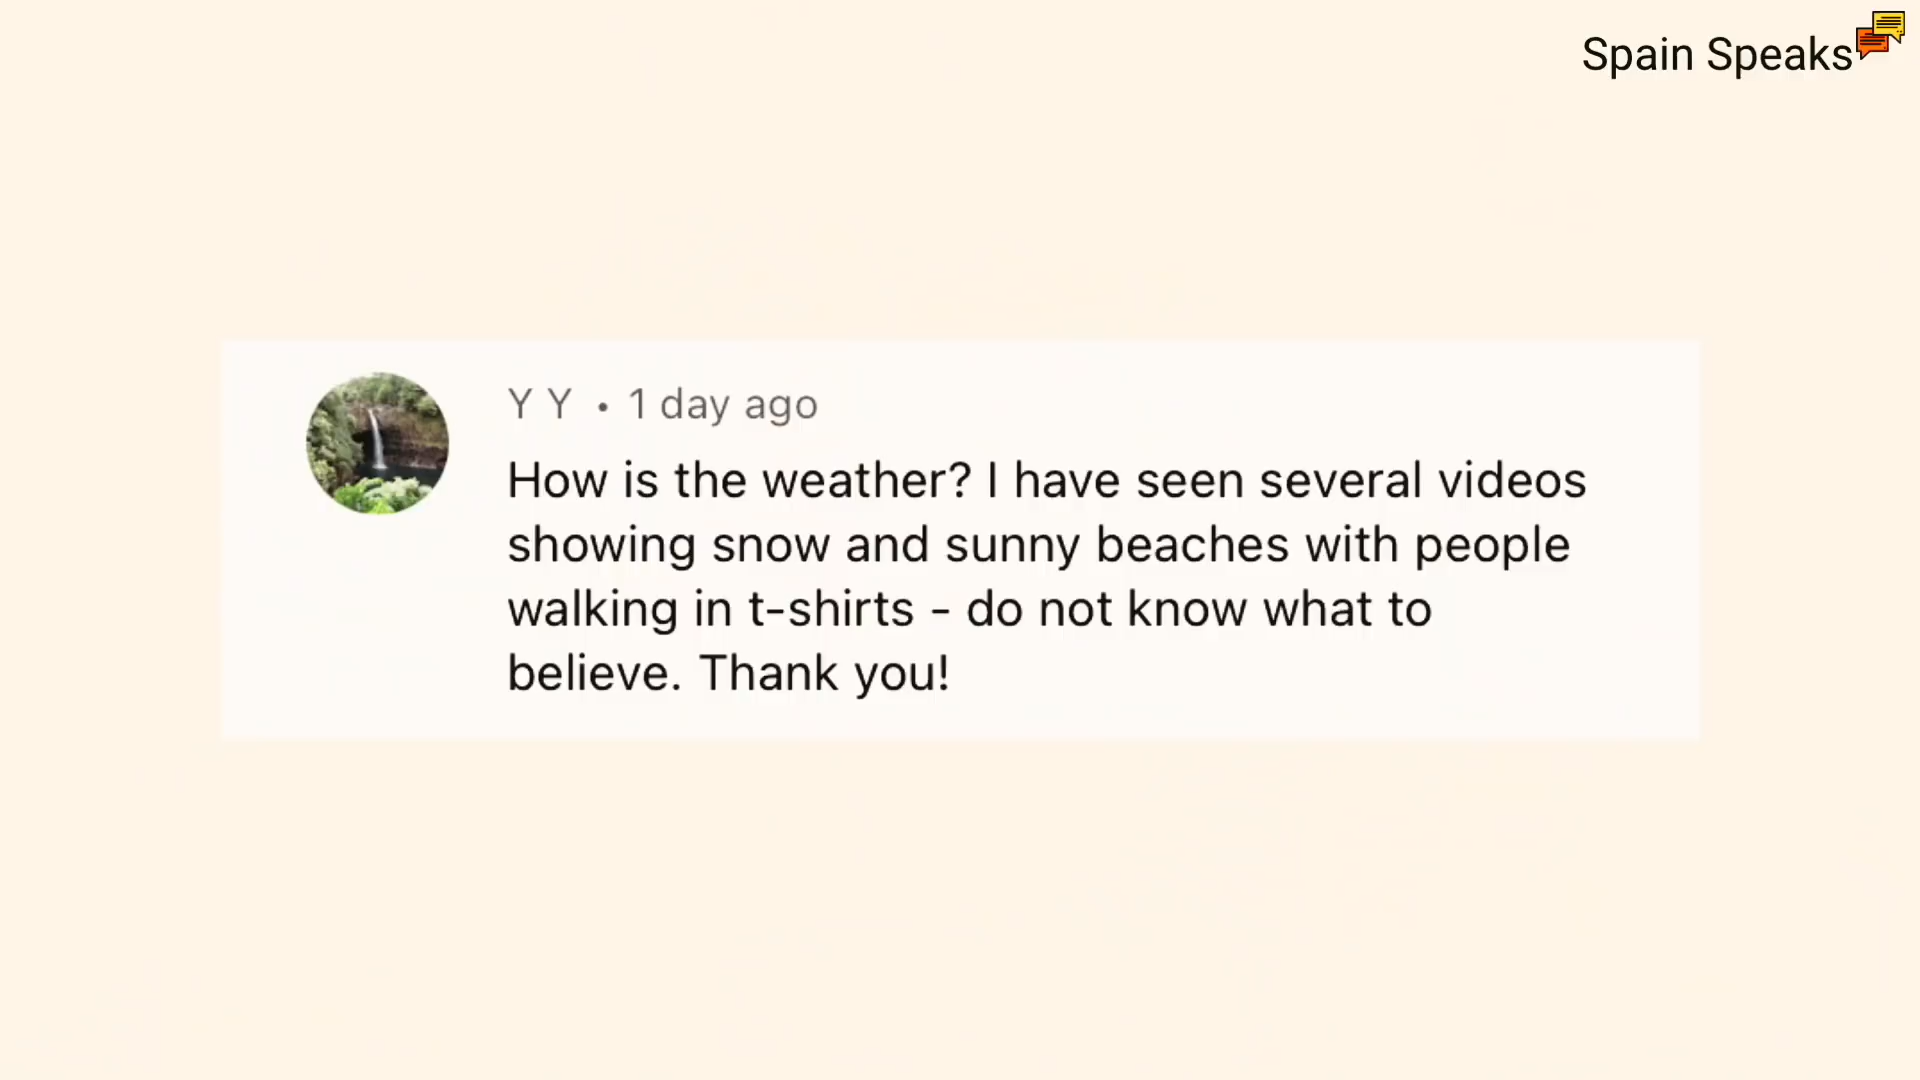 Spain Speaks
Y Y • 1 day ago
How is the weather? I have seen several videos
showing snow and sunny beaches with people
walking in t-shirts - do not know what to
believe. Thank you!